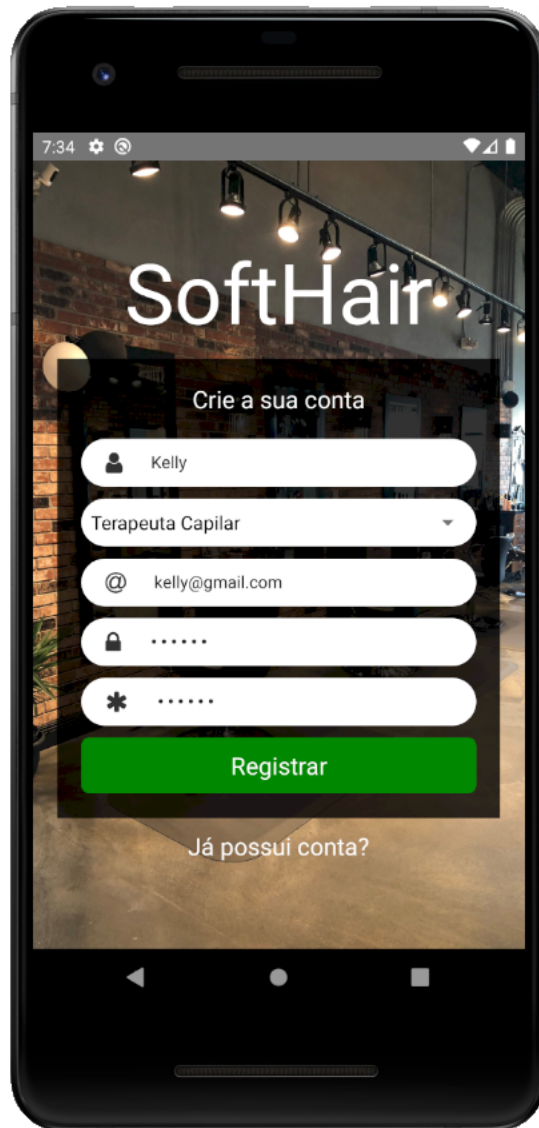 7:34
SoftHair
Crie a sua conta
Kelly
Terapeuta Capilar
@ kelly@gmail.com
••••••
✱ ••••••
Registrar
Já possui conta?